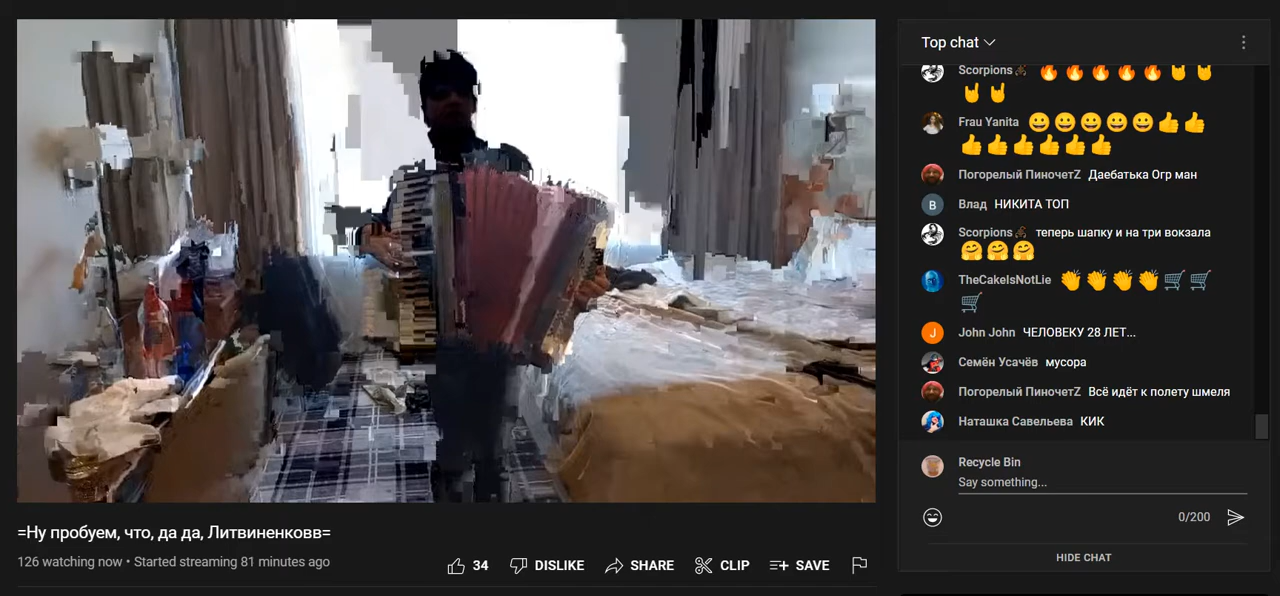 Top chat
Scorpions
Frau Yanita
Погорелый ПиночетZ Даебатька Огр ман
В Влад НИКИТА ТОП
Scorpions теперь шапку и на три вокзала
TheCakeIsNotLie
J John John ЧЕЛОВЕКУ 28 ЛЕТ...
Семён Усачёв мусора
Погорелый ПиночетZ Всё идёт к полету шмеля
Наташка Савельева КИК
Recycle Bin
Say something...
0/200
HIDE CHAT
=Ну пробуем, что, да да, Литвиненковв=
126 watching now • Started streaming 81 minutes ago
34 DISLIKE SHARE CLIP SAVE